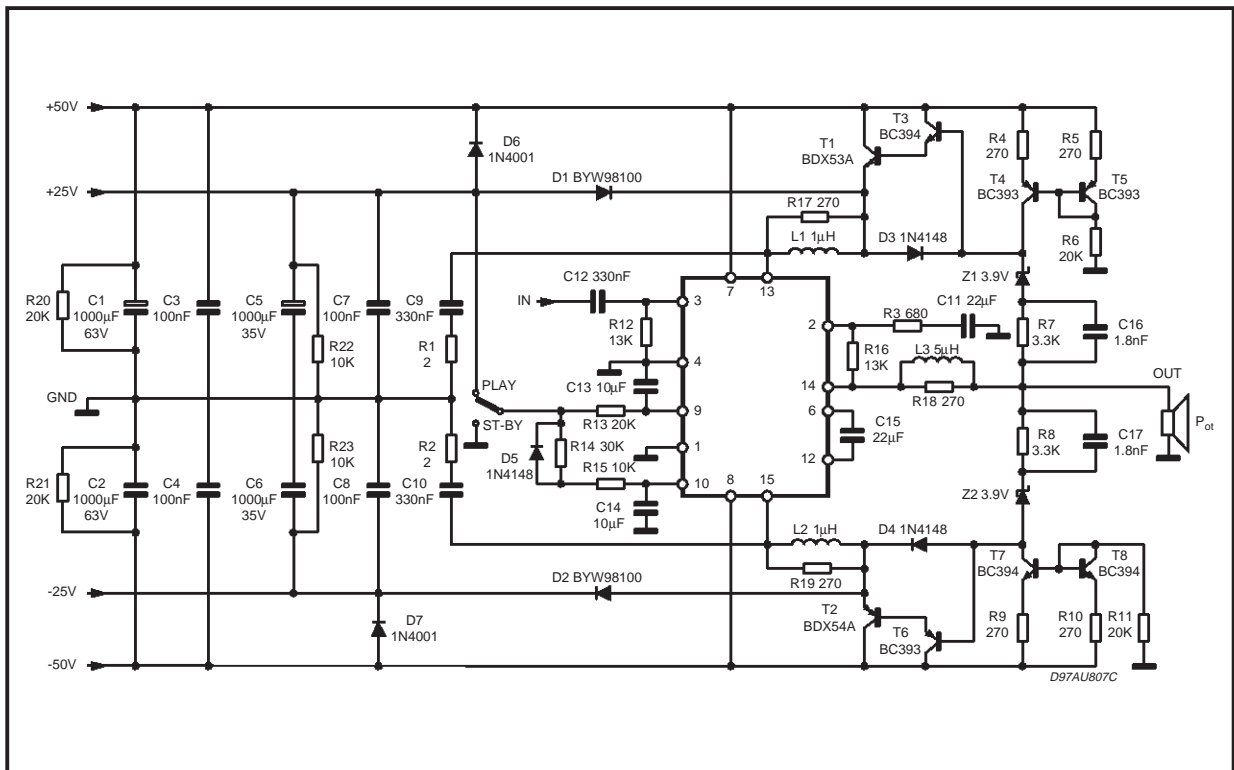 +50V
+25V
GND
-25V
-50V
R20
20K
C1
1000μF
63V
C3
100nF
C5
1000μF
35V
R22
10K
C7
100nF
C9
330nF
R1
2
R21
20K
C2
1000μF
63V
C4
100nF
C6
1000μF
35V
R23
10K
C8
100nF
C10
330nF
R2
2
D6
1N4001
D1 BYW98100
D7
1N4001
D2 BYW98100
PLAY
ST-BY
IN
C12 330nF
R12
13K
C13 10μF
R13 20K
R14 30K
D5
1N4148
R15 10K
C14
10μF
3
4
9
1
10
7
13
8
15
2
14
6
12
R17 270
L1 1μH
D3 1N4148
T1
BDX53A
T3
BC394
R4
270
R5
270
T4
BC393
T5
BC393
R6
20K
Z1 3.9V
R3 680
C11 22μF
R16
13K
L3 5μH
R18 270
R7
3.3K
C16
1.8nF
C15
22μF
OUT
Pot
R8
3.3K
C17
1.8nF
Z2 3.9V
L2 1μH
D4 1N4148
R19 270
T2
BDX54A
T6
BC393
T7
BC394
T8
BC394
R9
270
R10
270
R11
20K
D97AU807C